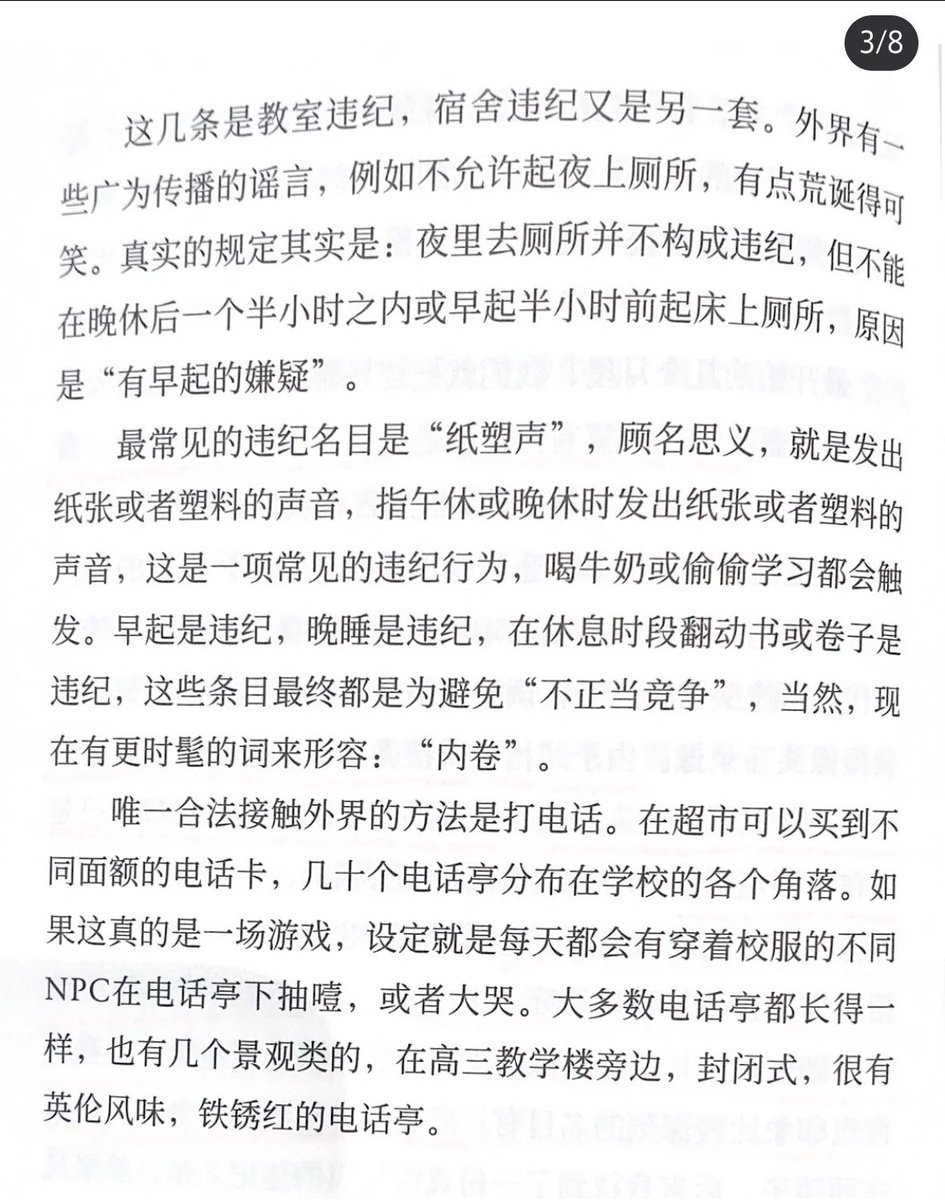 3/8
这几条是教室违纪，宿舍违纪又是另一套。外界有一
些广为传播的谣言，例如不允许起夜上厕所，有点荒诞得可
笑。真实的规定其实是：夜里去厕所并不构成违纪，但不能
在晚休后一个半小时之内或早起半小时前起床上厕所，原因
是“有早起的嫌疑”。
最常见的违纪名目是“纸塑声”，顾名思义，就是发出
纸张或者塑料的声音，指午休或晚休时发出纸张或者塑料的
声音，这是一项常见的违纪行为，喝牛奶或偷偷学习都会触
发。早起是违纪，晚睡是违纪，在休息时段翻动书或卷子是
违纪，这些条目最终都是为避免“不正当竞争”，当然，现
在有更时髦的词来形容：“内卷”。
唯一合法接触外界的方法是打电话。在超市可以买到不
同面额的电话卡，几十个电话亭分布在学校的各个角落。如
果这真的是一场游戏，设定就是每天都会有穿着校服的不同
NPC在电话亭下抽噎，或者大哭。大多数电话亭都长得一
样，也有几个景观类的，在高三教学楼旁边，封闭式，很有
英伦风味，铁锈红的电话亭。